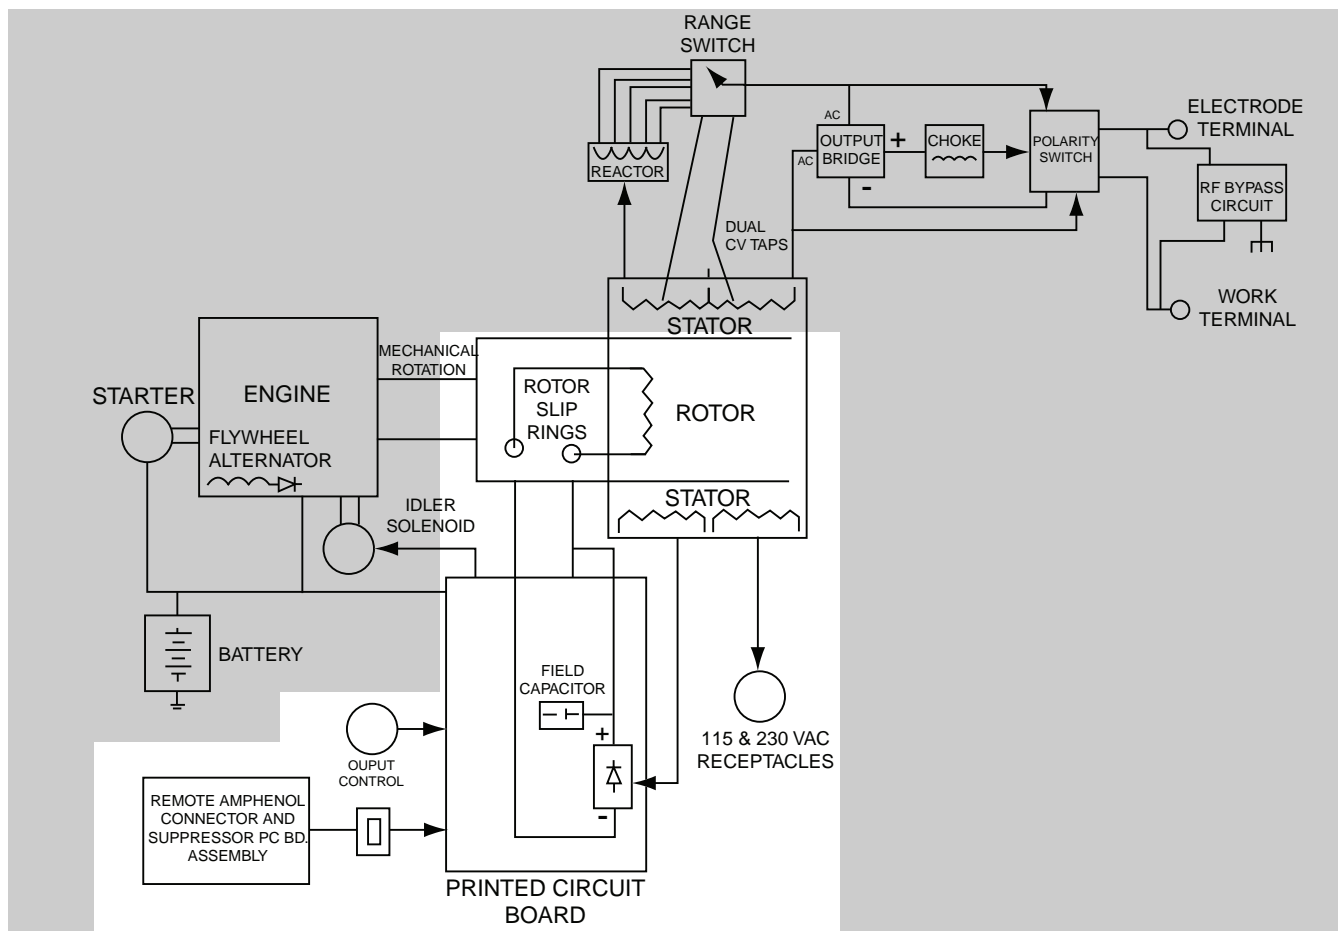 RANGE
SWITCH
AC
OUTPUT
BRIDGE
AC
+
-
CHOKE
POLARITY
SWITCH
ELECTRODE
TERMINAL
RF BYPASS
CIRCUIT
WORK
TERMINAL
REACTOR
DUAL
CV TAPS
STATOR
MECHANICAL
ROTATION
ENGINE
STARTER
FLYWHEEL
ALTERNATOR
ROTOR
SLIP
RINGS
ROTOR
STATOR
IDLER
SOLENOID
BATTERY
FIELD
CAPACITOR
+
-
OUPUT
CONTROL
115 & 230 VAC
RECEPTACLES
REMOTE AMPHENOL
CONNECTOR AND
SUPPRESSOR PC BD.
ASSEMBLY
PRINTED CIRCUIT
BOARD